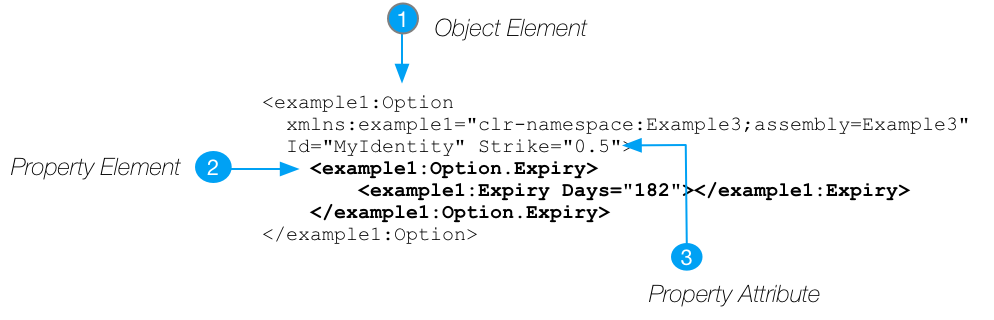 1
Object Element
<example1:Option
xmlns:example1="clr-namespace:Example3;assembly=Example3"
Id="MyIdentity" Strike="0.5">
Property Element 2 <example1:Option.Expiry>
<example1:Expiry Days="182"></example1:Expiry>
</example1:Option.Expiry>
</example1:Option>
3
Property Attribute